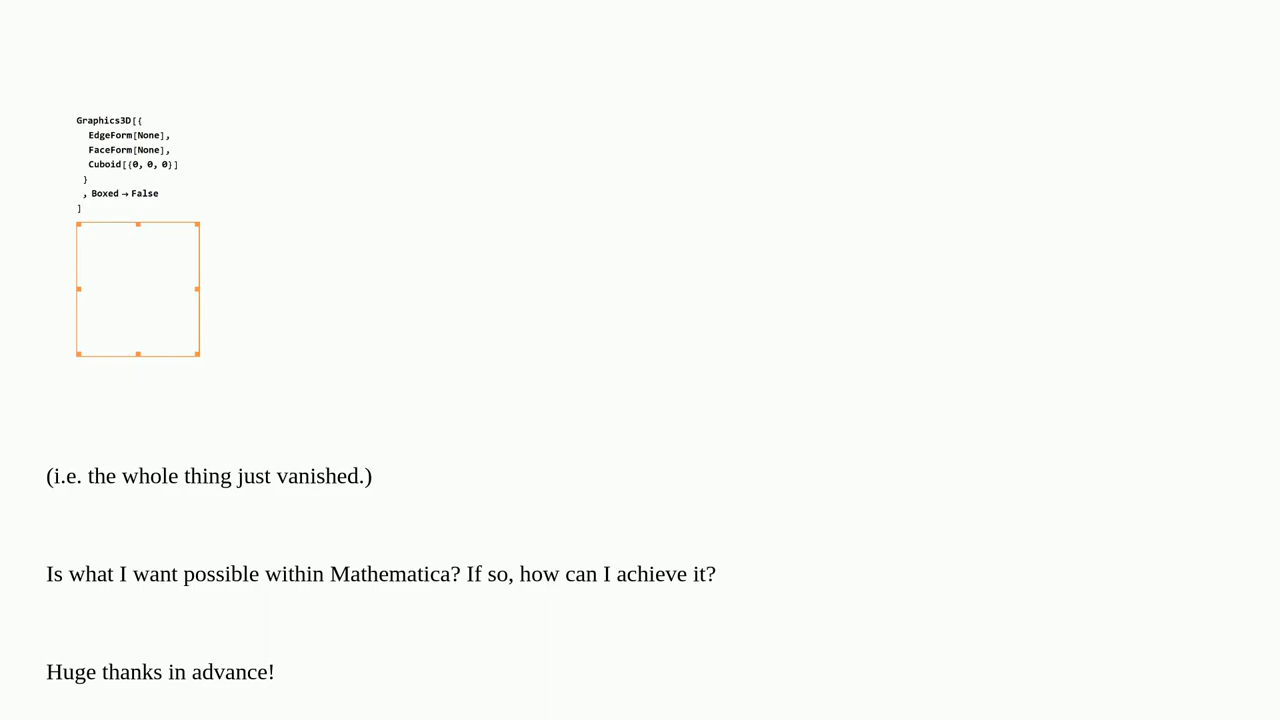 Graphics3D[{
EdgeForm[None],
FaceForm[None],
Cuboid[{0, 0, 0}]
}
, Boxed → False
]
(i.e. the whole thing just vanished.)
Is what I want possible within Mathematica? If so, how can I achieve it?
Huge thanks in advance!